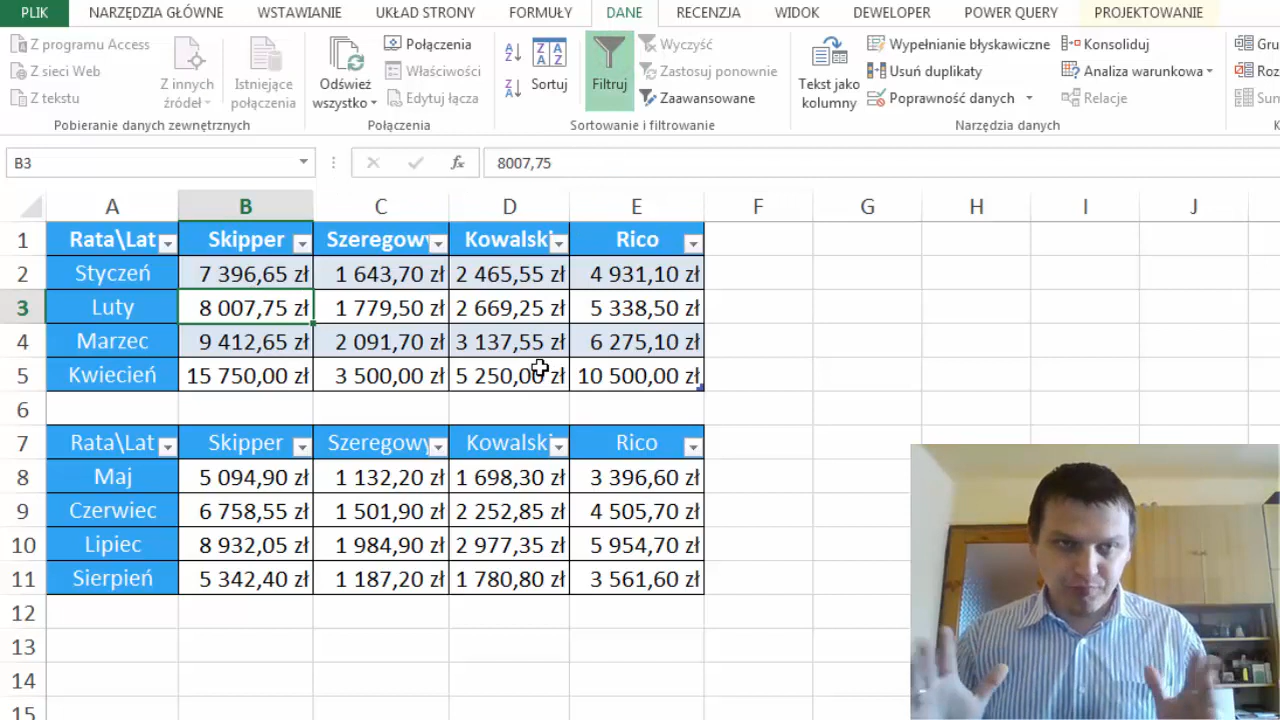 PLIK NARZĘDZIA GŁÓWNE WSTAWIANIE UKŁAD STRONY FORMUŁY DANE RECENZJA WIDOK DEWELOPER POWER QUERY PROJEKTOWANIE
Z programu Access
Z sieci Web
Z tekstu
Z innych źródeł
Istniejące połączenia
Pobieranie danych zewnętrznych
Odśwież wszystko
Połączenia
Właściwości
Edytuj łącza
Połączenia
Sortuj
Filtruj
Wyczyść
Zastosuj ponownie
Zaawansowane
Sortowanie i filtrowanie
Tekst jako kolumny
Wypełnianie błyskawiczne
Usuń duplikaty
Poprawność danych
Konsoliduj
Analiza warunkowa
Relacje
Narzędzia danych
B3 fx 8007,75
A B C D E F G H I J
1 Rata\Lat Skipper Szeregowy Kowalski Rico
2 Styczeń 7 396,65 zł 1 643,70 zł 2 465,55 zł 4 931,10 zł
3 Luty 8 007,75 zł 1 779,50 zł 2 669,25 zł 5 338,50 zł
4 Marzec 9 412,65 zł 2 091,70 zł 3 137,55 zł 6 275,10 zł
5 Kwiecień 15 750,00 zł 3 500,00 zł 5 250,00 zł 10 500,00 zł
6
7 Rata\Lat Skipper Szeregowy Kowalski Rico
8 Maj 5 094,90 zł 1 132,20 zł 1 698,30 zł 3 396,60 zł
9 Czerwiec 6 758,55 zł 1 501,90 zł 2 252,85 zł 4 505,70 zł
10 Lipiec 8 932,05 zł 1 984,90 zł 2 977,35 zł 5 954,70 zł
11 Sierpień 5 342,40 zł 1 187,20 zł 1 780,80 zł 3 561,60 zł
12
13
14
15